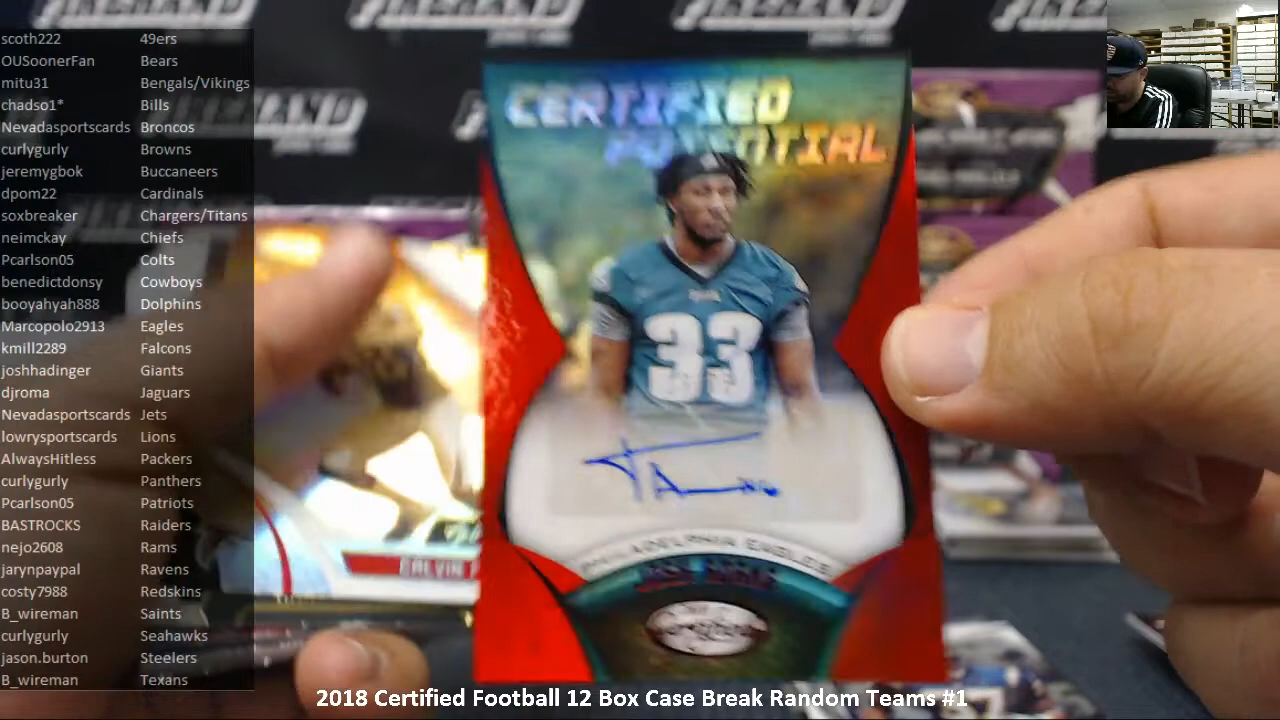 scoth222 49ers
OUSoonerFan Bears
mitu31 Bengals/Vikings
chadso1* Bills
Nevadasportscards Broncos
curlygurly Browns
jeremygbok Buccaneers
dpom22 Cardinals
soxbreaker Chargers/Titans
neimckay Chiefs
Pcarlson05 Colts
benedictdonsy Cowboys
booyahyah888 Dolphins
Marcopolo2913 Eagles
kmill2289 Falcons
joshhadinger Giants
djroma Jaguars
Nevadasportscards Jets
lowrysportscards Lions
AlwaysHitless Packers
curlygurly Panthers
Pcarlson05 Patriots
BASTROCKS Raiders
nejo2608 Rams
jarynpaypal Ravens
costy7988 Redskins
B_wireman Saints
curlygurly Seahawks
jason.burton Steelers
B_wireman Texans
CERTIFIED
POTENTIAL
33
PHILADELPHIA EAGLES
2018 Certified Football 12 Box Case Break Random Teams #1